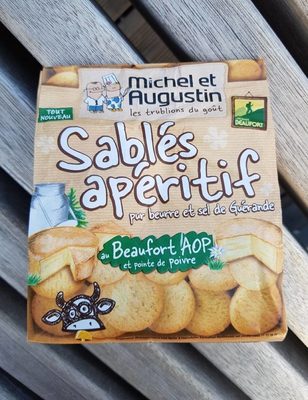 Michel et
Augustin
les trublions du goût
TOUT
NOUVEAU
BEAUFORT
Sablés
apéritif
pur beurre et sel de Guérande
au Beaufort AOP
et pointe de poivre